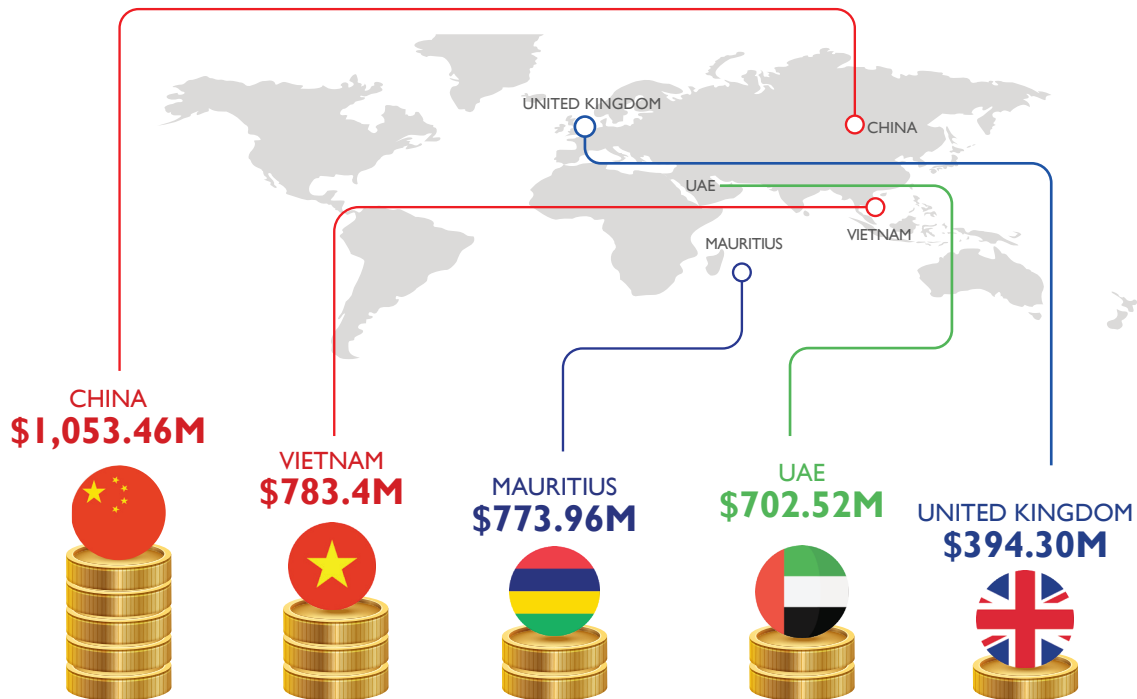 UNITED KINGDOM
CHINA
UAE
VIETNAM
MAURITIUS
CHINA
$1,053.46M
VIETNAM
$783.4M
MAURITIUS
$773.96M
UAE
$702.52M
UNITED KINGDOM
$394.30M